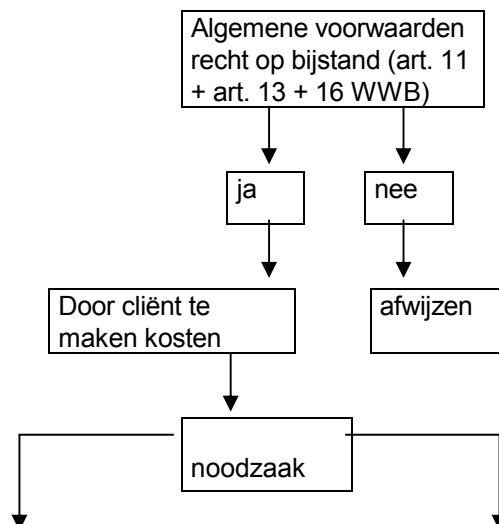 Algemene voorwaarden
recht op bijstand (art. 11
+ art. 13 + 16 WWB)
ja
nee
Door cliënt te
maken kosten
afwijzen
noodzaak